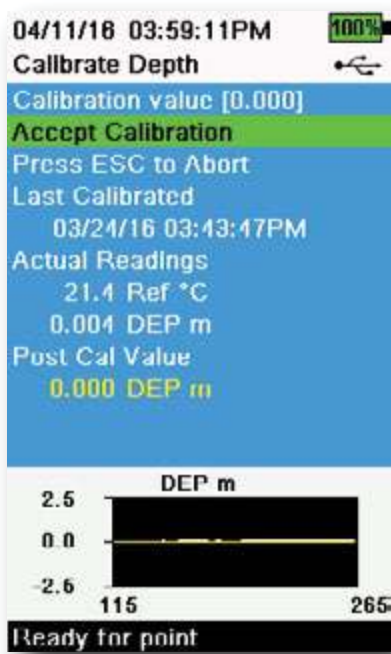 04/11/16 03:59:11PM 100%
Calibrate Depth
Calibration value [0.000]
Accept Calibration
Press ESC to Abort
Last Calibrated
03/24/16 03:43:47PM
Actual Readings
21.4 Ref °C
0.004 DEP m
Post Cal Value
0.000 DEP m
DEP m
2.5
0.0
-2.6
115 265
Ready for point